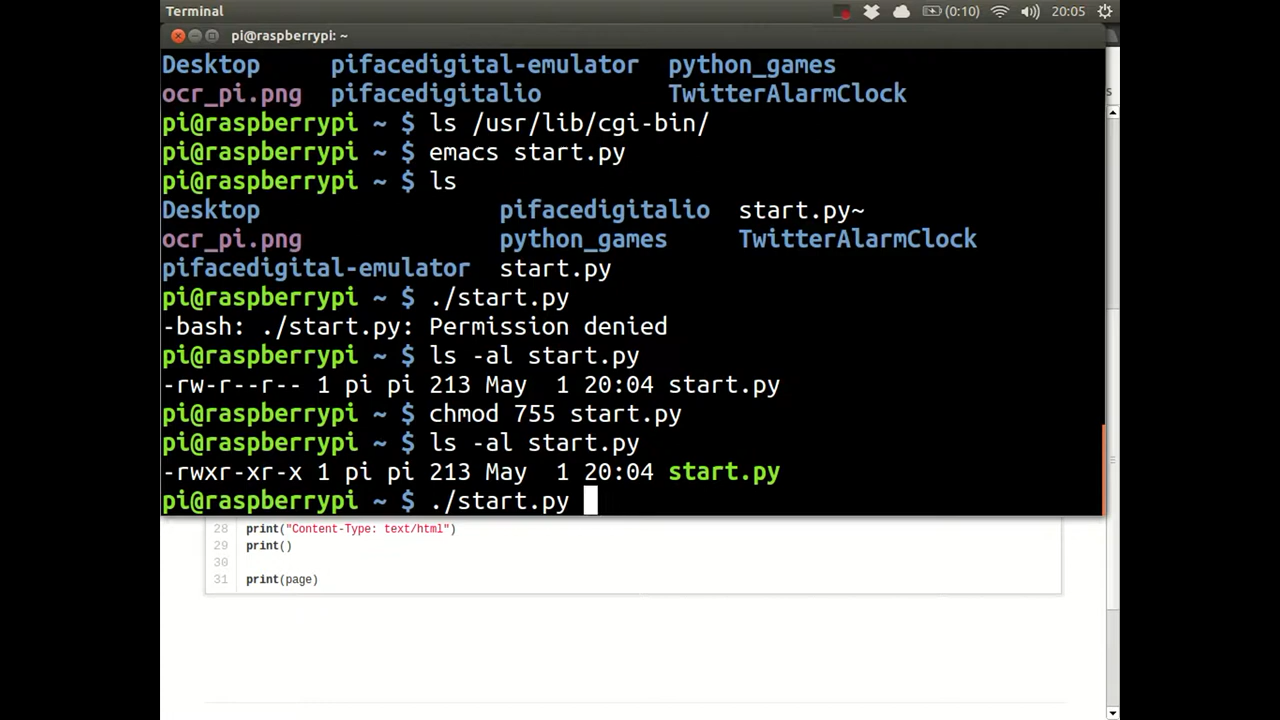 Terminal (0:10) 20:05
pi@raspberrypi: ~
Desktop pifacedigital-emulator python_games
ocr_pi.png pifacedigitalio TwitterAlarmClock
pi@raspberrypi ~ $ ls /usr/lib/cgi-bin/
pi@raspberrypi ~ $ emacs start.py
pi@raspberrypi ~ $ ls
Desktop pifacedigitalio start.py~
ocr_pi.png python_games TwitterAlarmClock
pifacedigital-emulator start.py
pi@raspberrypi ~ $ ./start.py
-bash: ./start.py: Permission denied
pi@raspberrypi ~ $ ls -al start.py
-rw-r--r-- 1 pi pi 213 May  1 20:04 start.py
pi@raspberrypi ~ $ chmod 755 start.py
pi@raspberrypi ~ $ ls -al start.py
-rwxr-xr-x 1 pi pi 213 May  1 20:04 start.py
pi@raspberrypi ~ $ ./start.py
28 print("Content-Type: text/html")
29 print()
30
31 print(page)